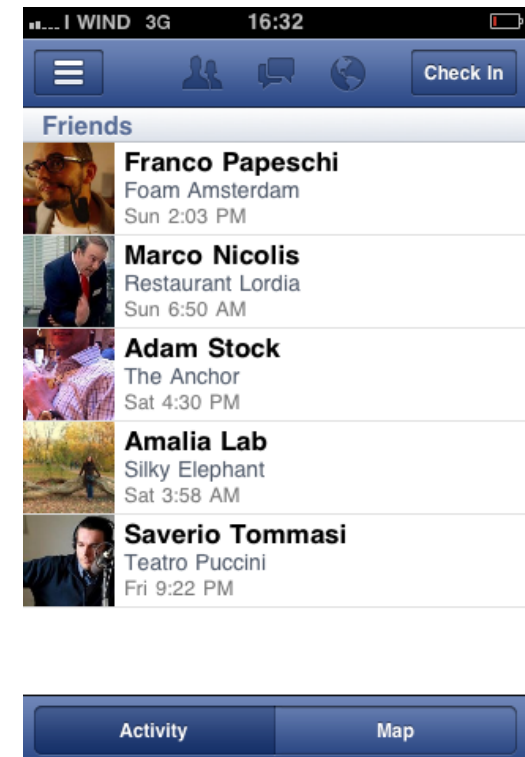 I WIND 3G 16:32
Check In
Friends
Franco Papeschi
Foam Amsterdam
Sun 2:03 PM
Marco Nicolis
Restaurant Lordia
Sun 6:50 AM
Adam Stock
The Anchor
Sat 4:30 PM
Amalia Lab
Silky Elephant
Sat 3:58 AM
Saverio Tommasi
Teatro Puccini
Fri 9:22 PM
Activity Map